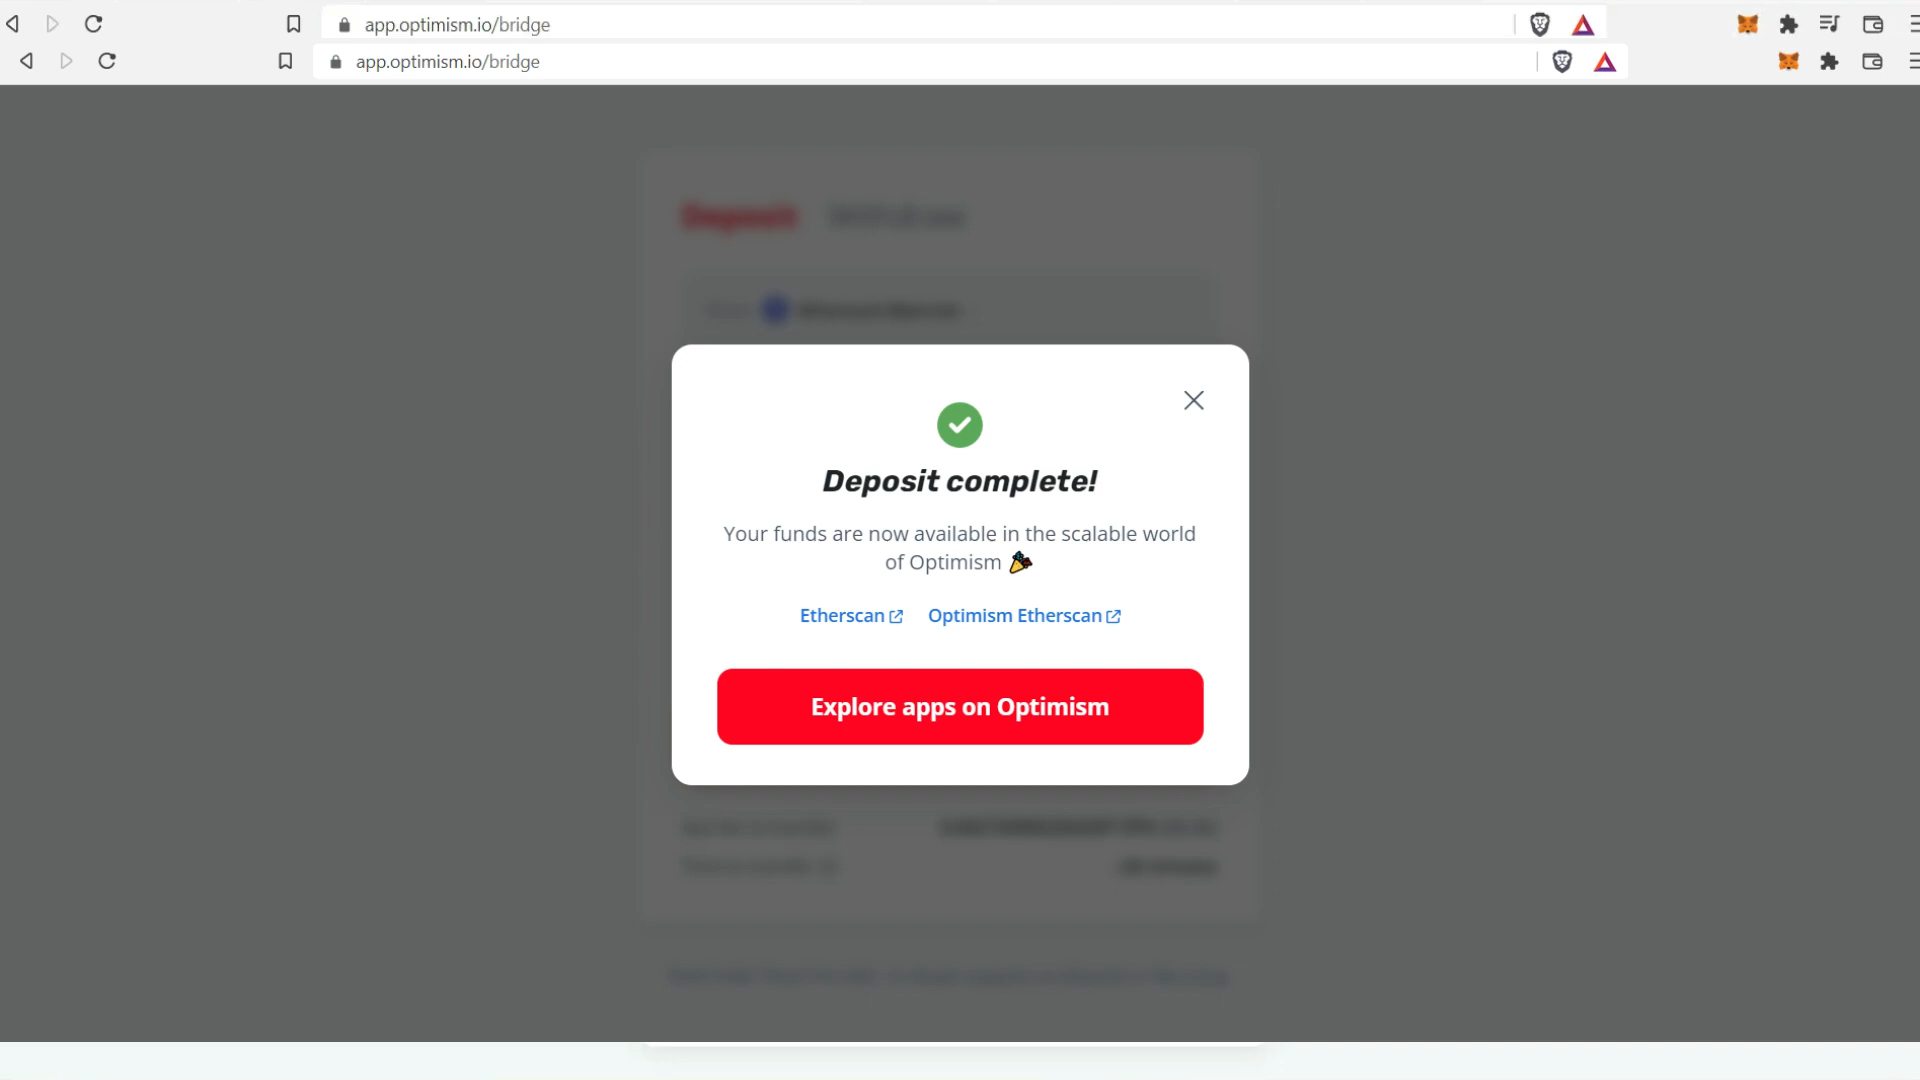 app.optimism.io/bridge
app.optimism.io/bridge
Deposit
Deposit complete!
Your funds are now available in the scalable world
of Optimism 🎉
Etherscan
Optimism Etherscan
Explore apps on Optimism